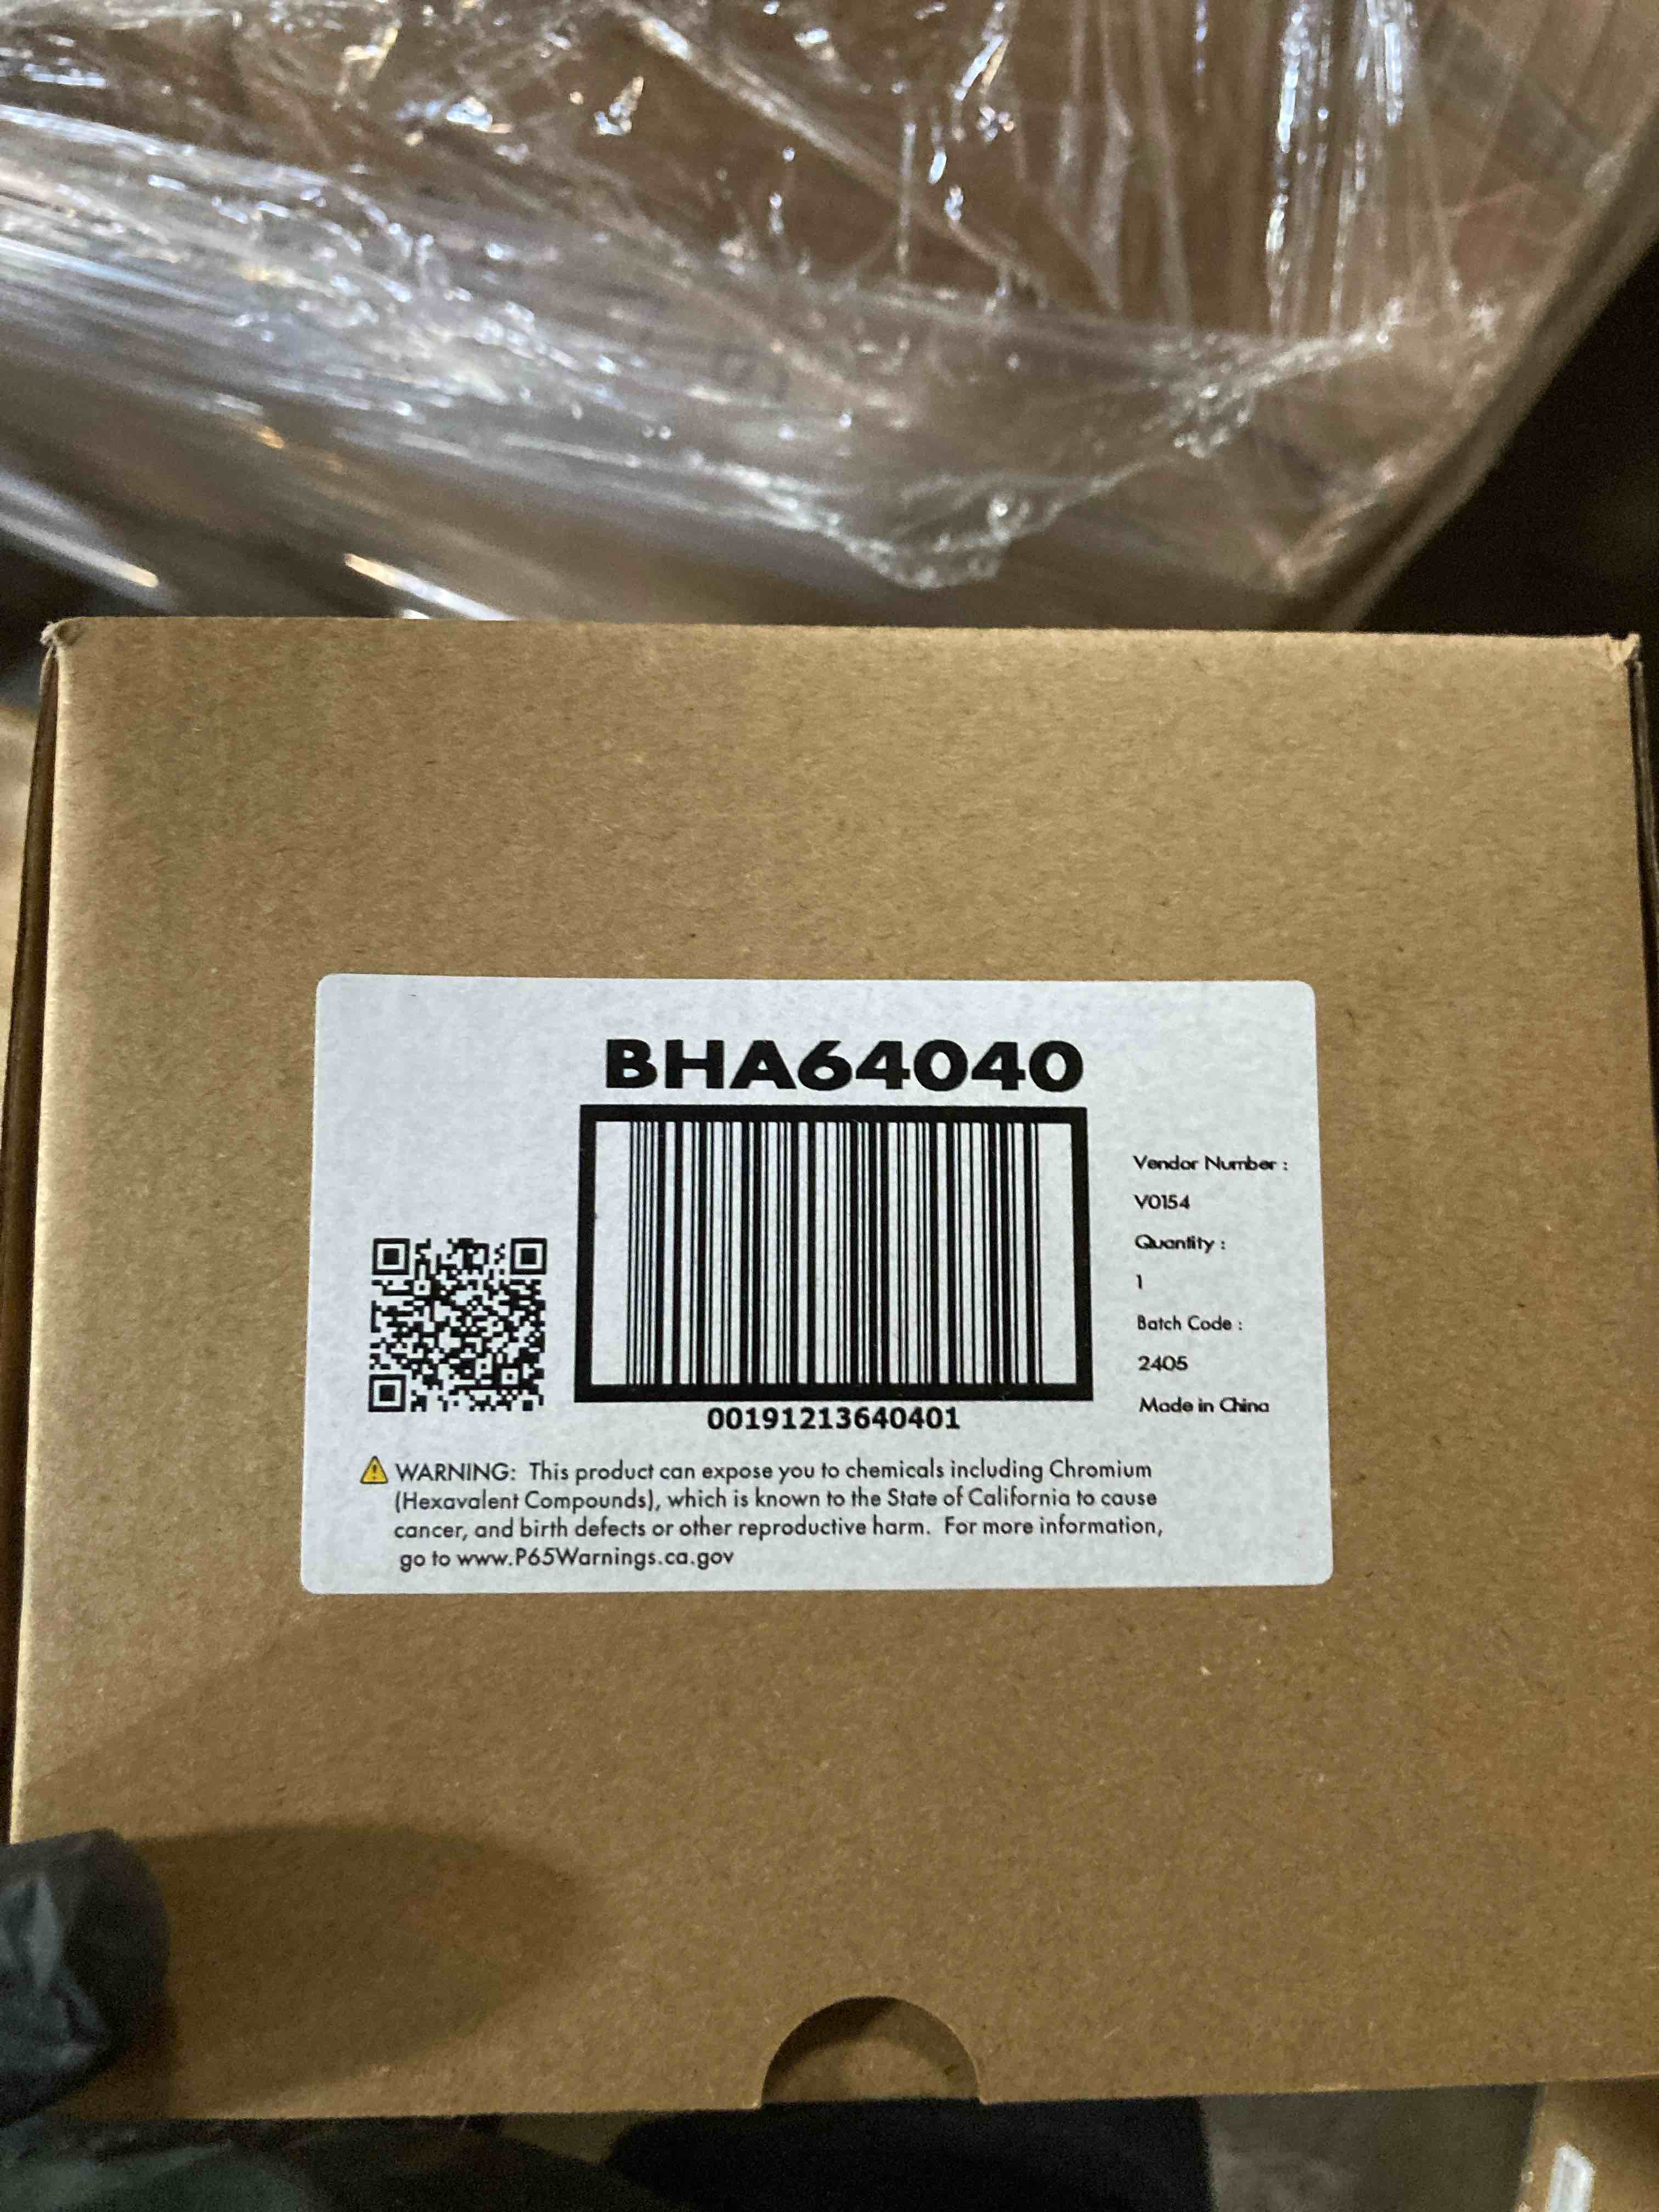 BHA64040
Vendor Number :
V0154
Quantity :
1
Batch Code :
2405
Made in China
00191213640401
WARNING: This product can expose you to chemicals including Chromium
(Hexavalent Compounds), which is known to the State of California to cause
cancer, and birth defects or other reproductive harm. For more information,
go to www.P65Warnings.ca.gov